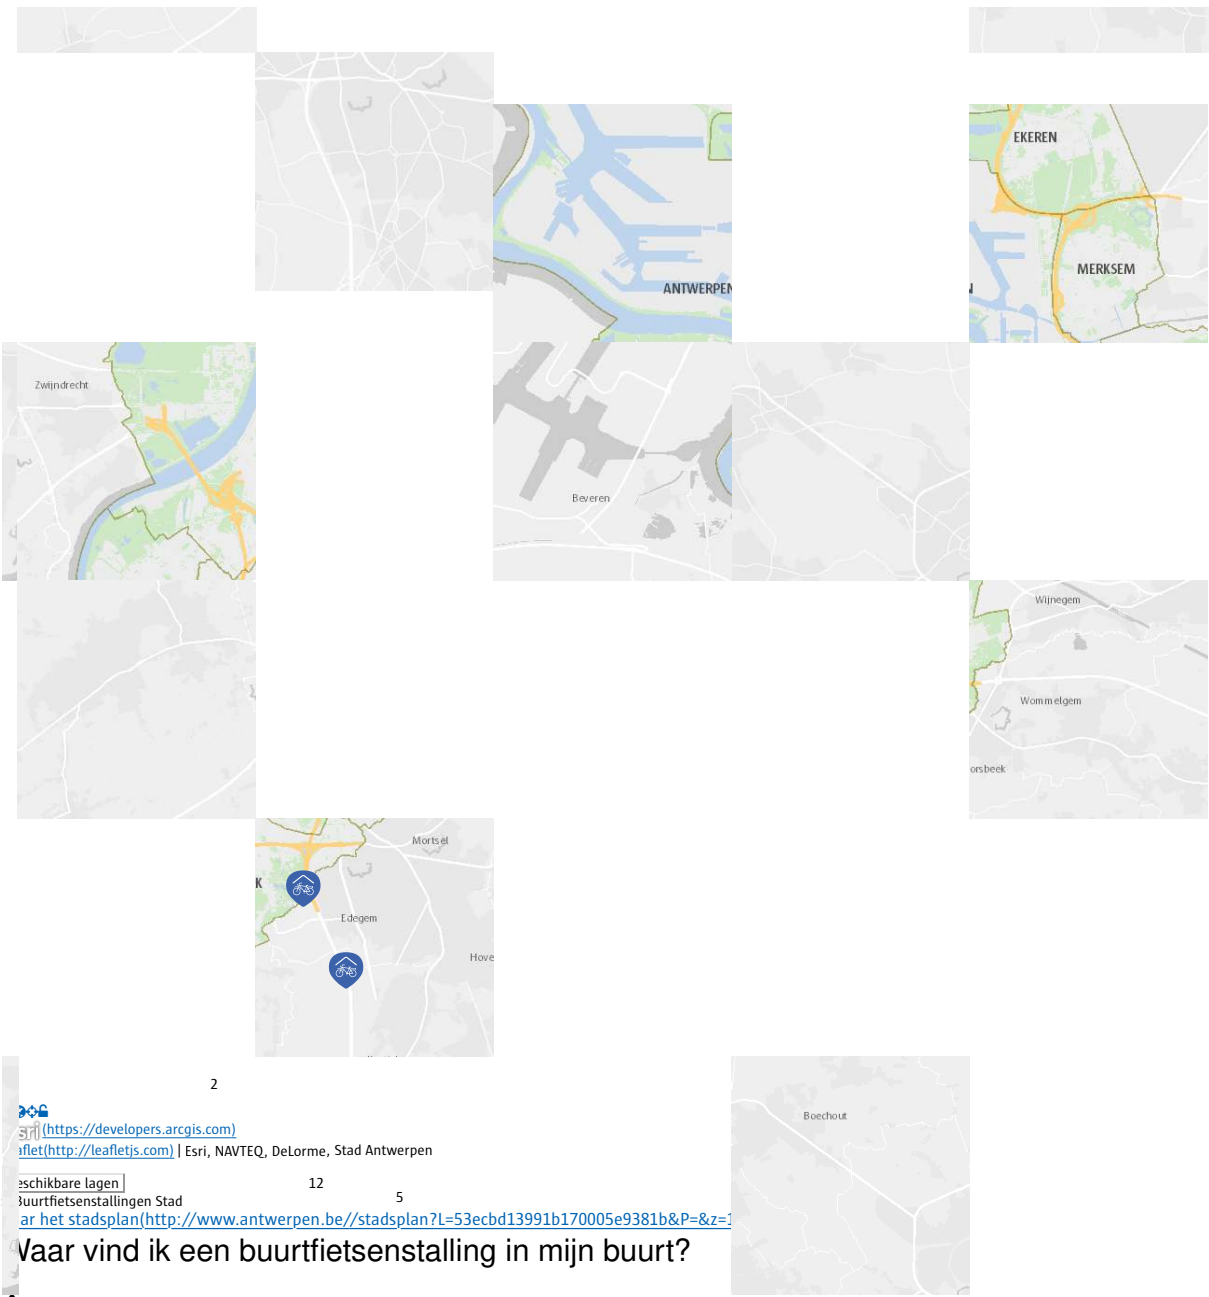 EKEREN
MERKSEM
ANTWERPEN
Zwijndrecht
Beveren
Wijnegem
Wommelgem
orsbeek
Mortsel
K
Edegem
Hove
2
Boechout
sri (https://developers.arcgis.com)
aflet(http://leafletjs.com) | Esri, NAVTEQ, DeLorme, Stad Antwerpen
eschikbare lagen 12
Buurtfietsenstallingen Stad 5
ar het stadsplan(http://www.antwerpen.be//stadsplan?L=53ecbd13991b170005e9381b&P=&z=1
Waar vind ik een buurtfietsenstalling in mijn buurt?